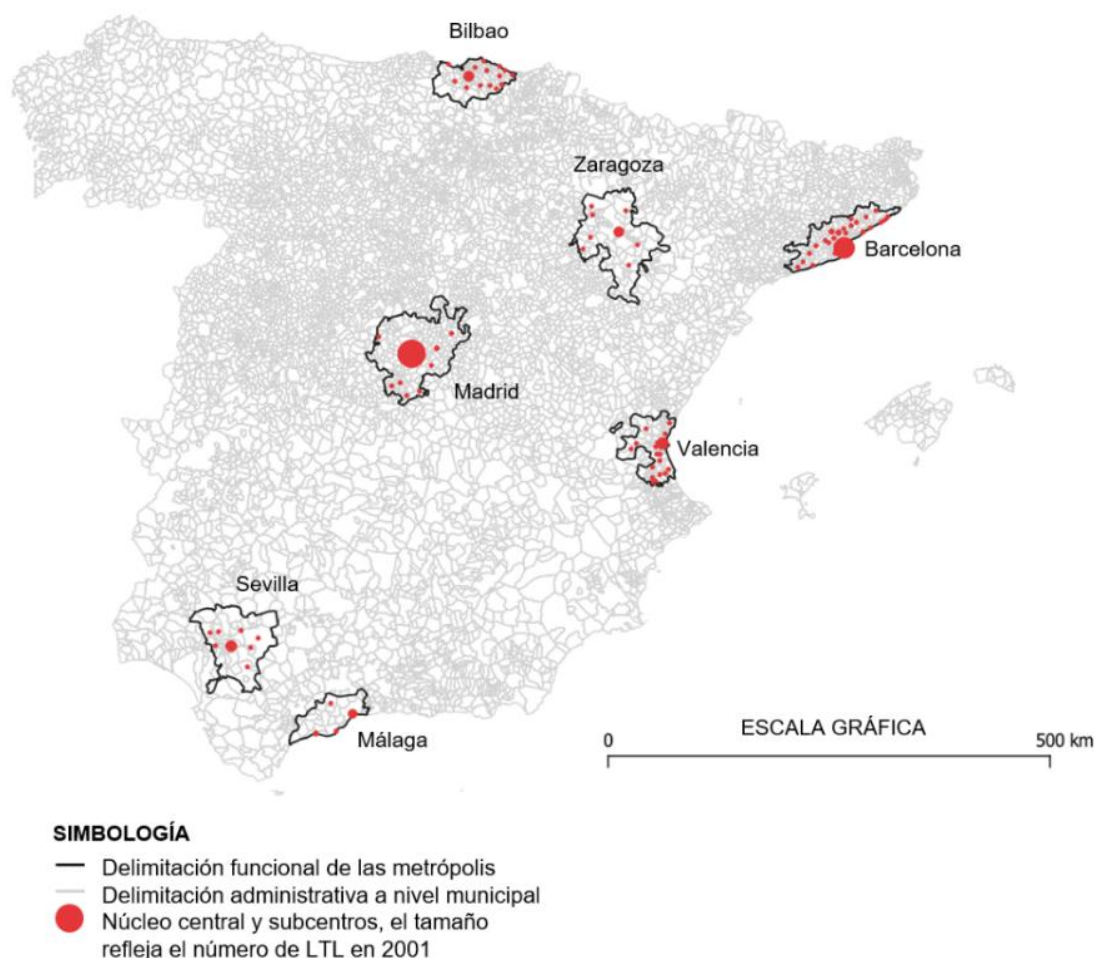 Bilbao
Zaragoza
Barcelona
Madrid
Valencia
Sevilla
Málaga
ESCALA GRÁFICA
0
500 km
SIMBOLOGÍA
Delimitación funcional de las metrópolis
Delimitación administrativa a nivel municipal
Núcleo central y subcentros, el tamaño
refleja el número de LTL en 2001